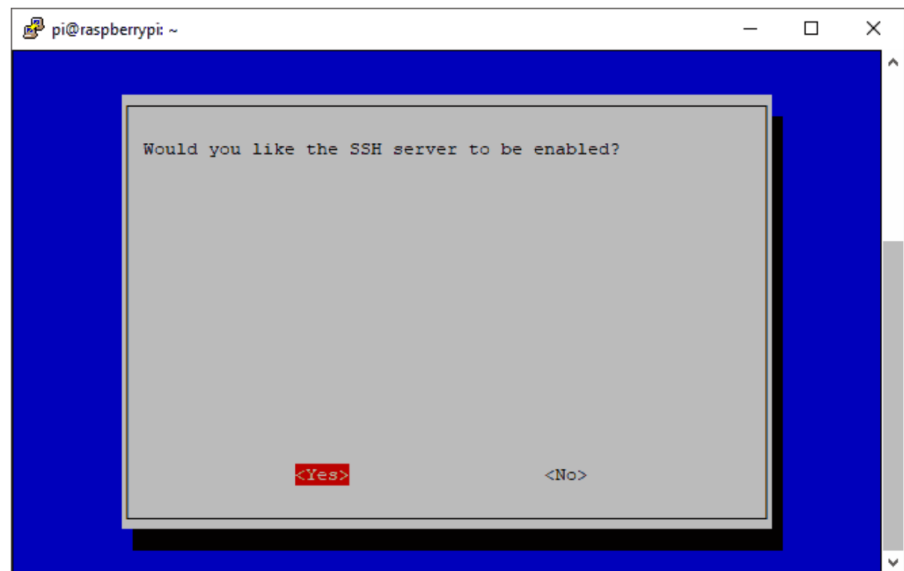 pi@raspberrypi: ~
Would you like the SSH server to be enabled?
<Yes> <No>